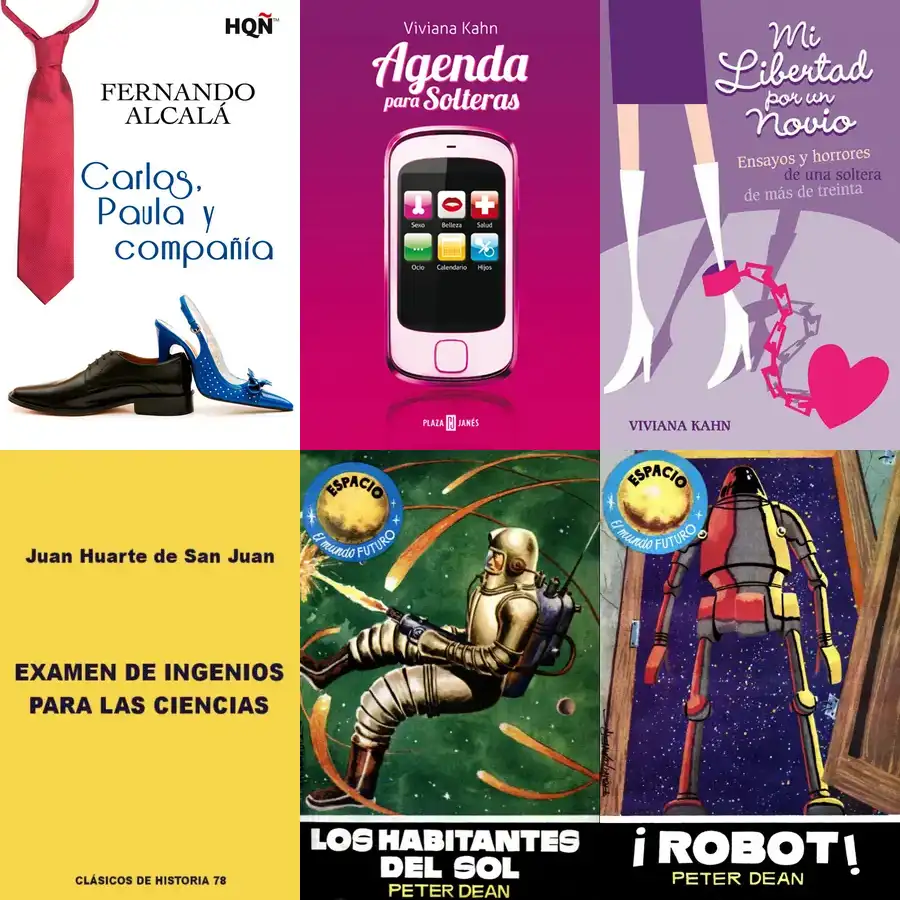 HQÑ™
FERNANDO
ALCALÁ
Carlos,
Paula y
compañía
Viviana Kahn
Agenda
para Solteras
Sexo
Belleza
Salud
Ocio
Calendario
Hijos
PLAZA PJ JANÉS
Mi
Libertad
por un
Novio
Ensayos y horrores
de una soltera
de más de treinta
VIVIANA KAHN
Juan Huarte de San Juan
EXAMEN DE INGENIOS
PARA LAS CIENCIAS
CLÁSICOS DE HISTORIA 78
ESPACIO
El mundo FUTURO
LOS HABITANTES
DEL SOL
PETER DEAN
ESPACIO
El mundo FUTURO
¡ ROBOT !
PETER DEAN